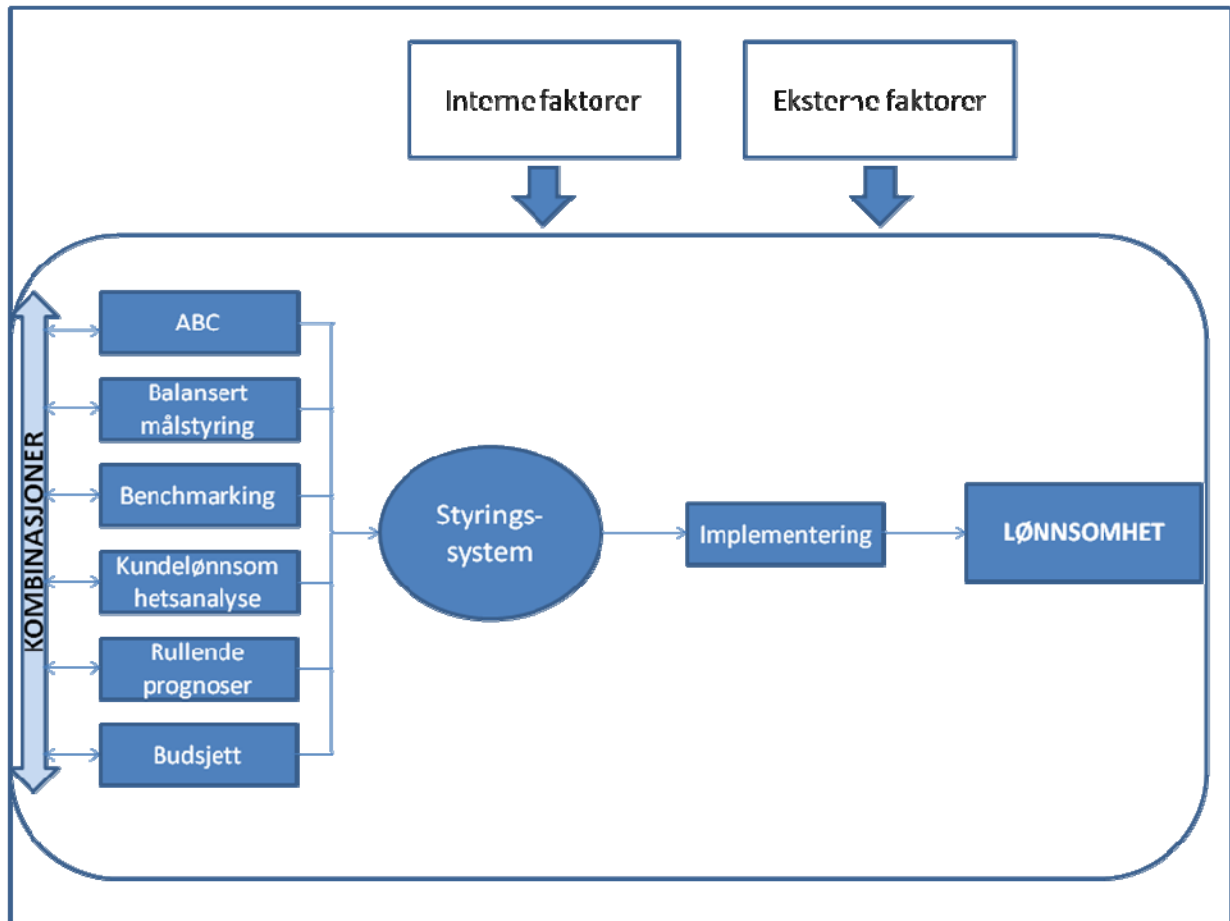 Interne faktorer
Eksterne faktorer
KOMBINASJONER
ABC
Balansert
målstyring
Benchmarking
Kundelønnsom
hetsanalyse
Rullende
prognoser
Budsjett
Styrings-
system
Implementering
LØNNSOMHET